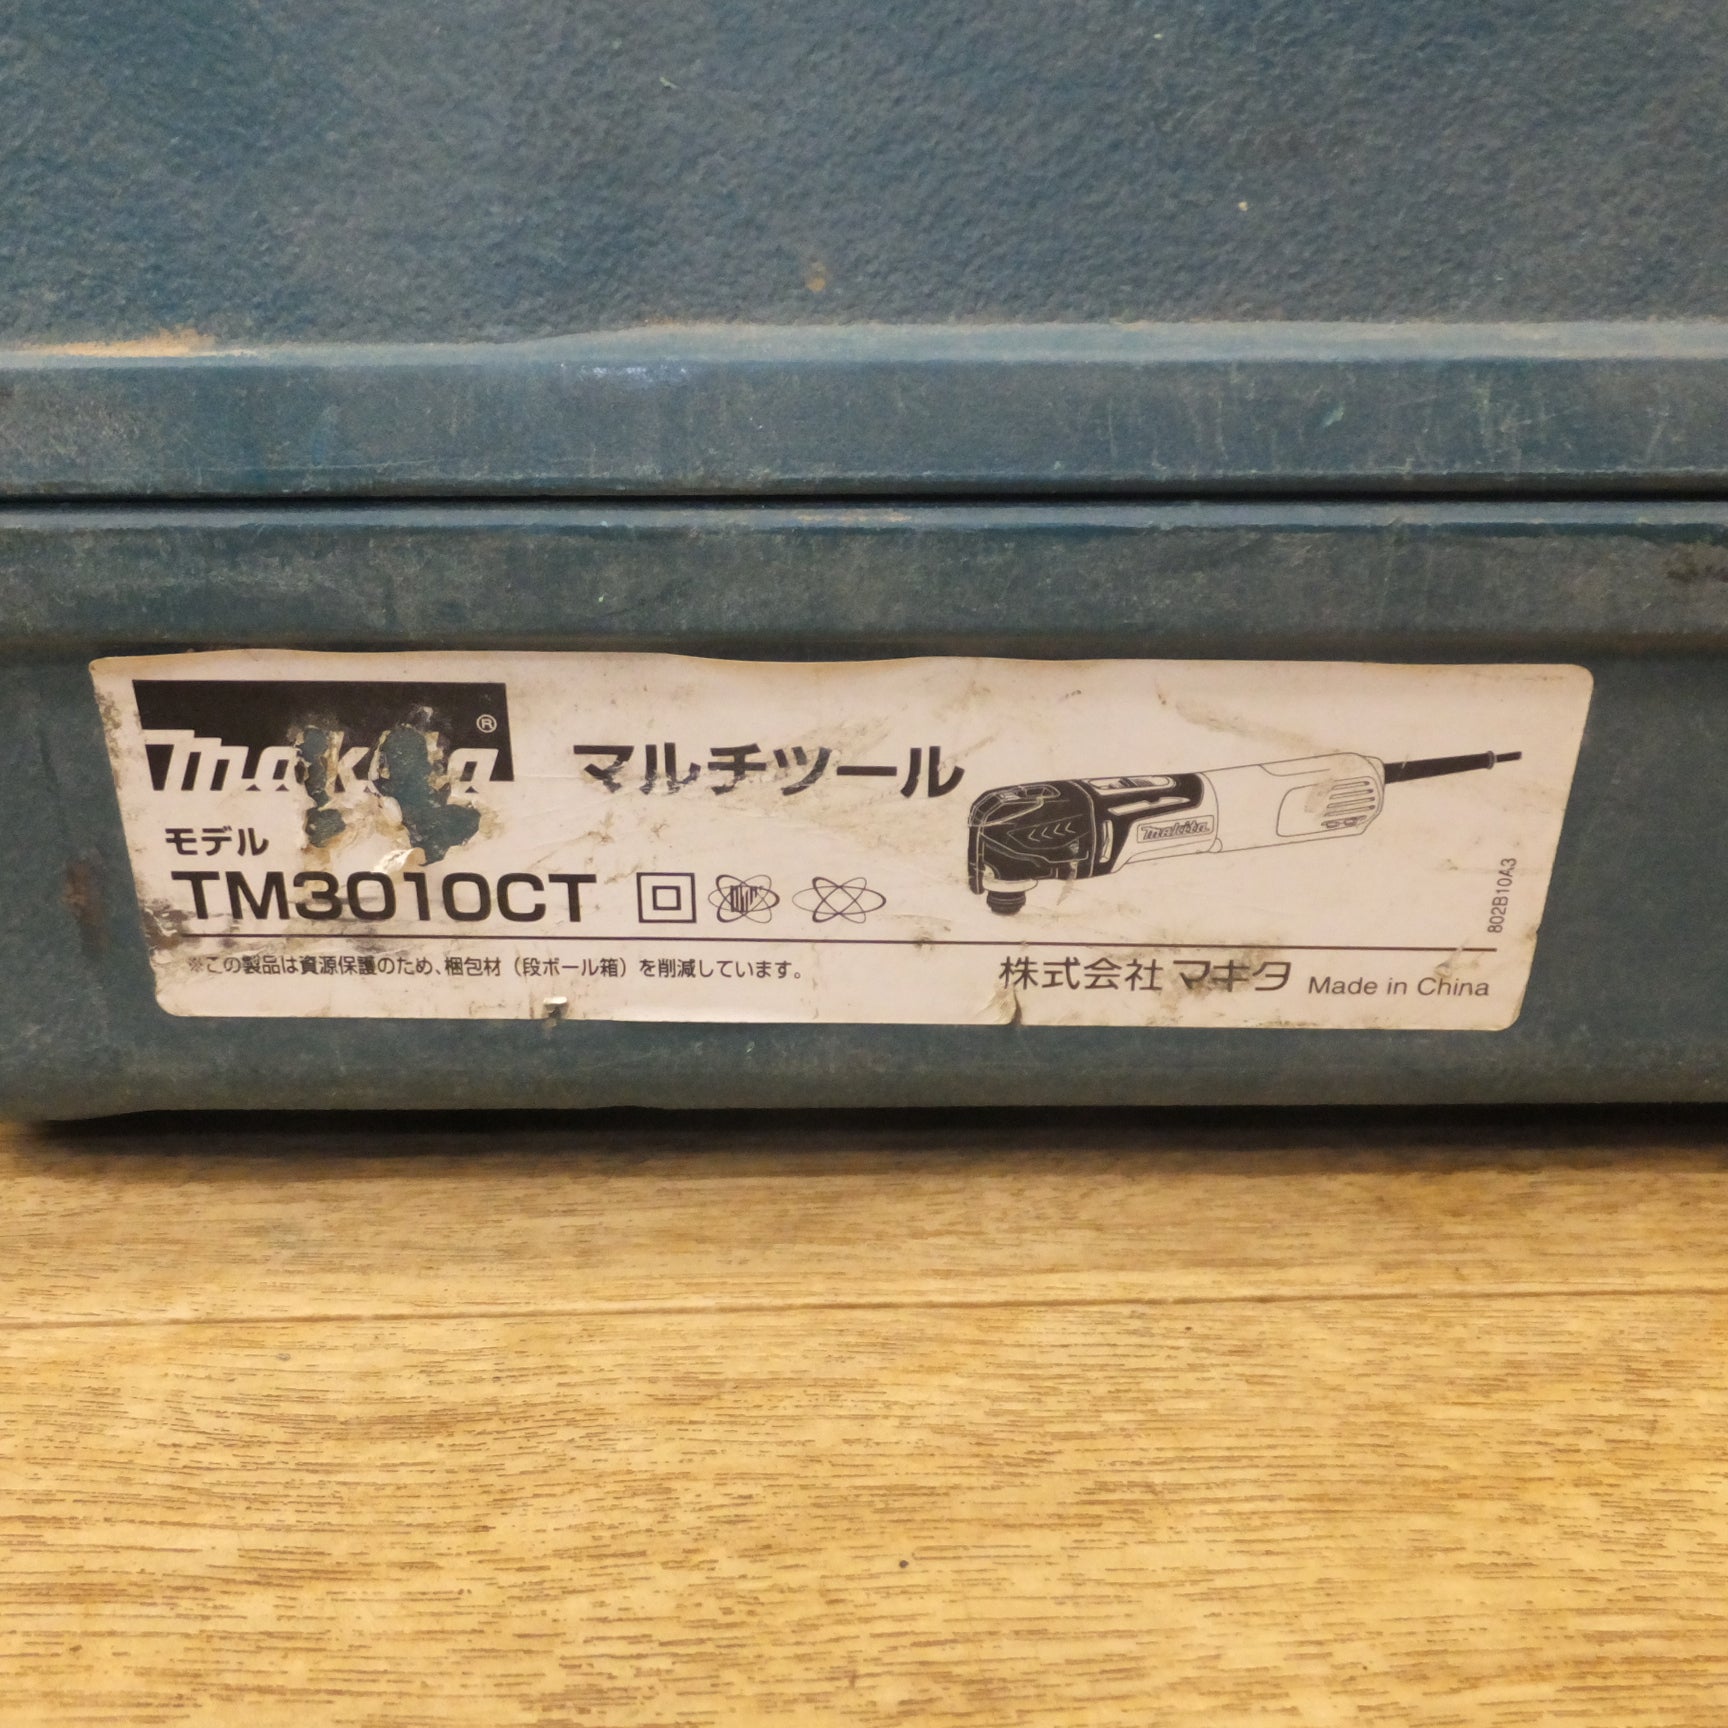 makita®
マルチツール
モデル
TM3010CT
makita
802B10A3
※この製品は資源保護のため、梱包材（段ボール箱）を削減しています。
株式会社 マキタ Made in China